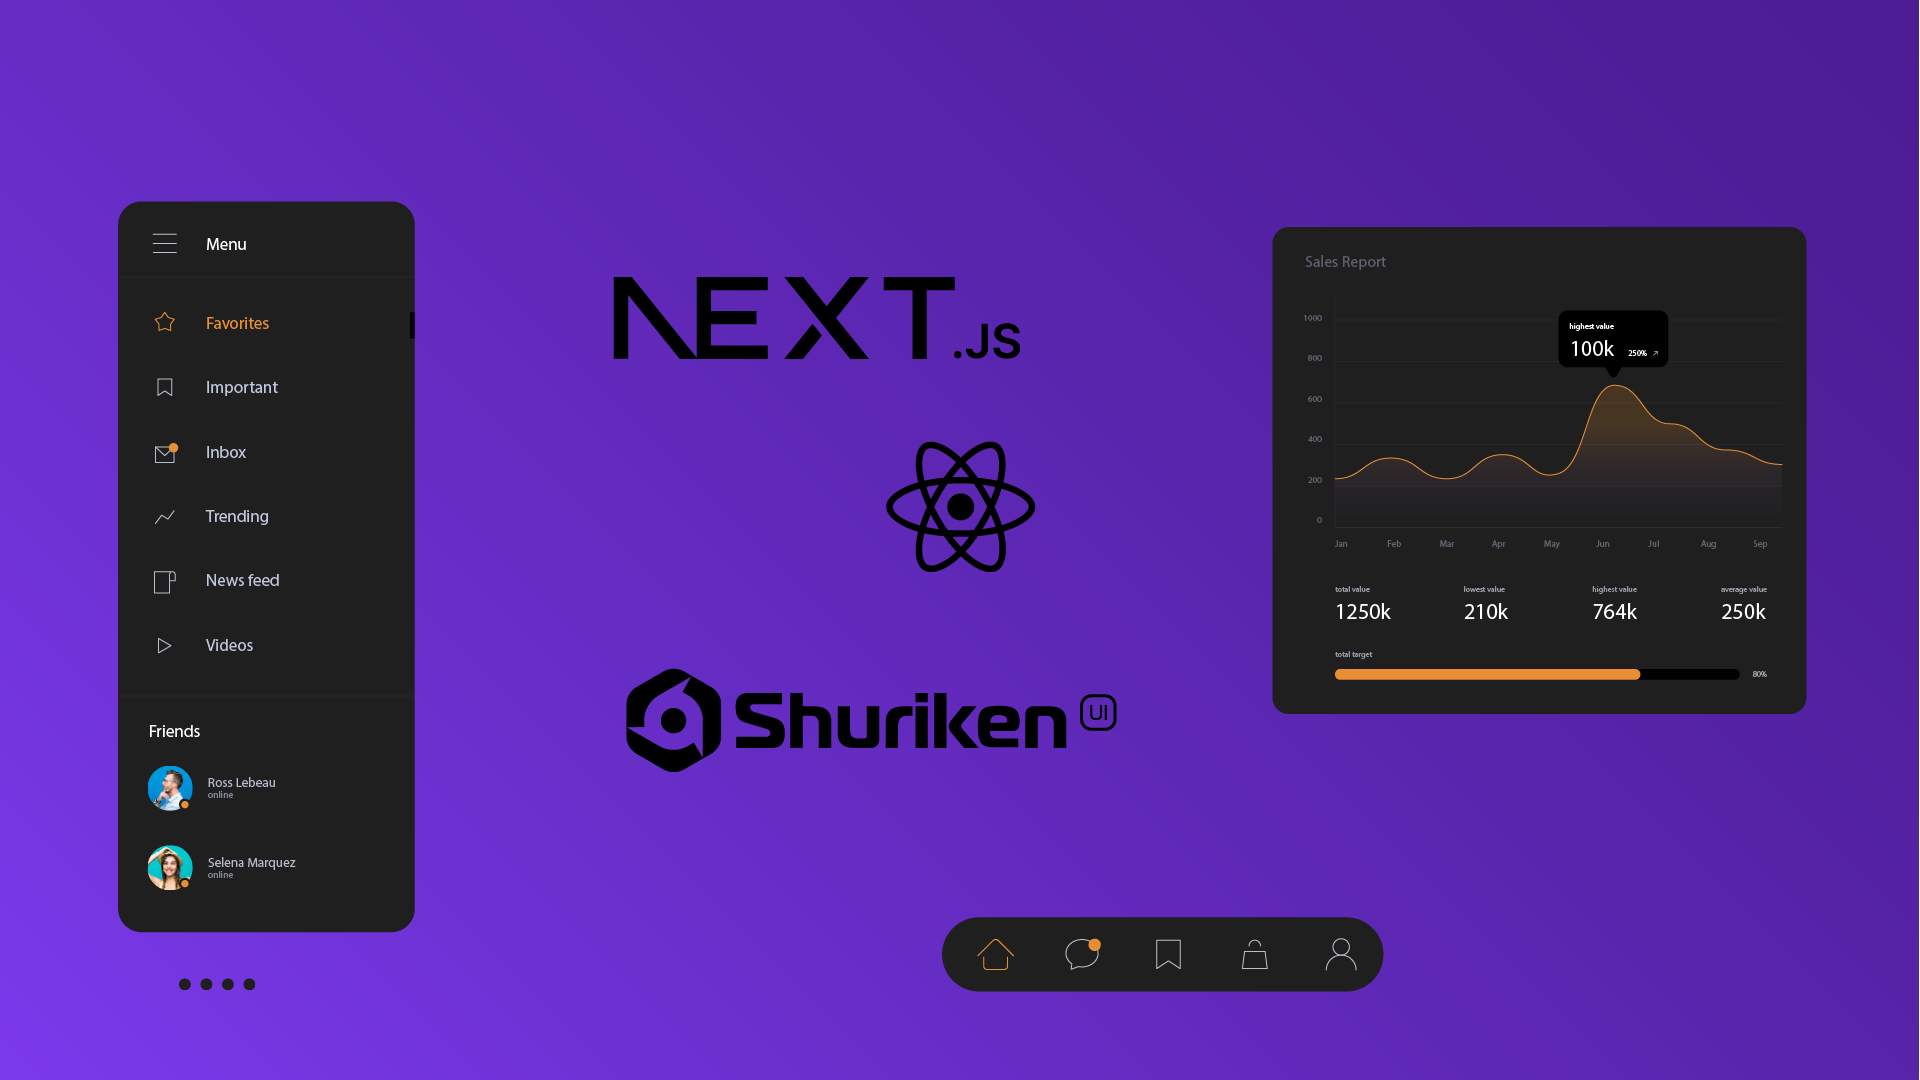 Menu
Favorites
Important
Inbox
Trending
News feed
Videos
Friends
Ross Lebeau
online
Selena Marquez
online
NEXT.JS
Shuriken UI
Sales Report
1000
800
600
400
200
0
highest value
100k 250%
Jan Feb Mar Apr May Jun Jul Aug Sep
total value lowest value highest value average value
1250k 210k 764k 250k
total target
80%